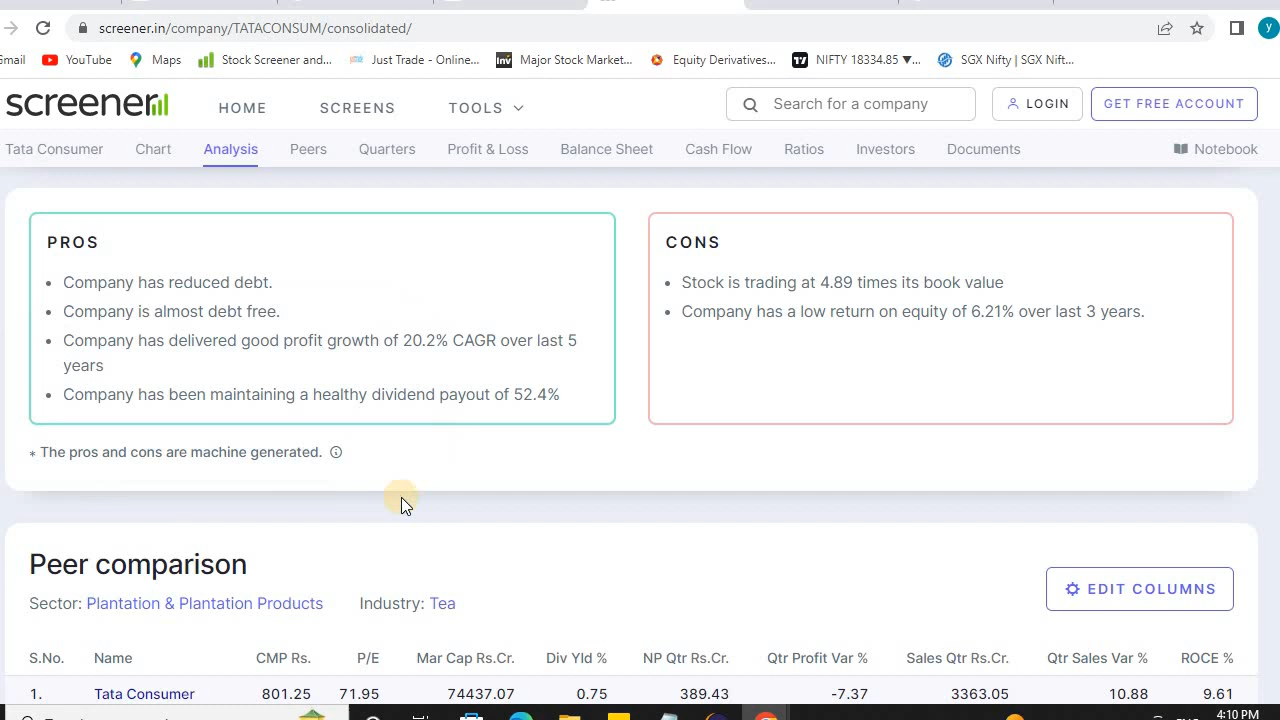 screener.in/company/TATACONSUM/consolidated/
y
Gmail YouTube Maps Stock Screener and... Just Trade - Online... Inv Major Stock Market... Equity Derivatives... NIFTY 18334.85 ▼... SGX Nifty | SGX Nift...
screener HOME SCREENS TOOLS Search for a company LOGIN GET FREE ACCOUNT
Tata Consumer Chart Analysis Peers Quarters Profit & Loss Balance Sheet Cash Flow Ratios Investors Documents Notebook
PROS
• Company has reduced debt.
• Company is almost debt free.
• Company has delivered good profit growth of 20.2% CAGR over last 5
years
• Company has been maintaining a healthy dividend payout of 52.4%
CONS
• Stock is trading at 4.89 times its book value
• Company has a low return on equity of 6.21% over last 3 years.
* The pros and cons are machine generated.
Peer comparison
Sector: Plantation & Plantation Products Industry: Tea
EDIT COLUMNS
S.No. Name CMP Rs. P/E Mar Cap Rs.Cr. Div Yld % NP Qtr Rs.Cr. Qtr Profit Var % Sales Qtr Rs.Cr. Qtr Sales Var % ROCE %
1. Tata Consumer 801.25 71.95 74437.07 0.75 389.43 -7.37 3363.05 10.88 9.61
4:10 PM